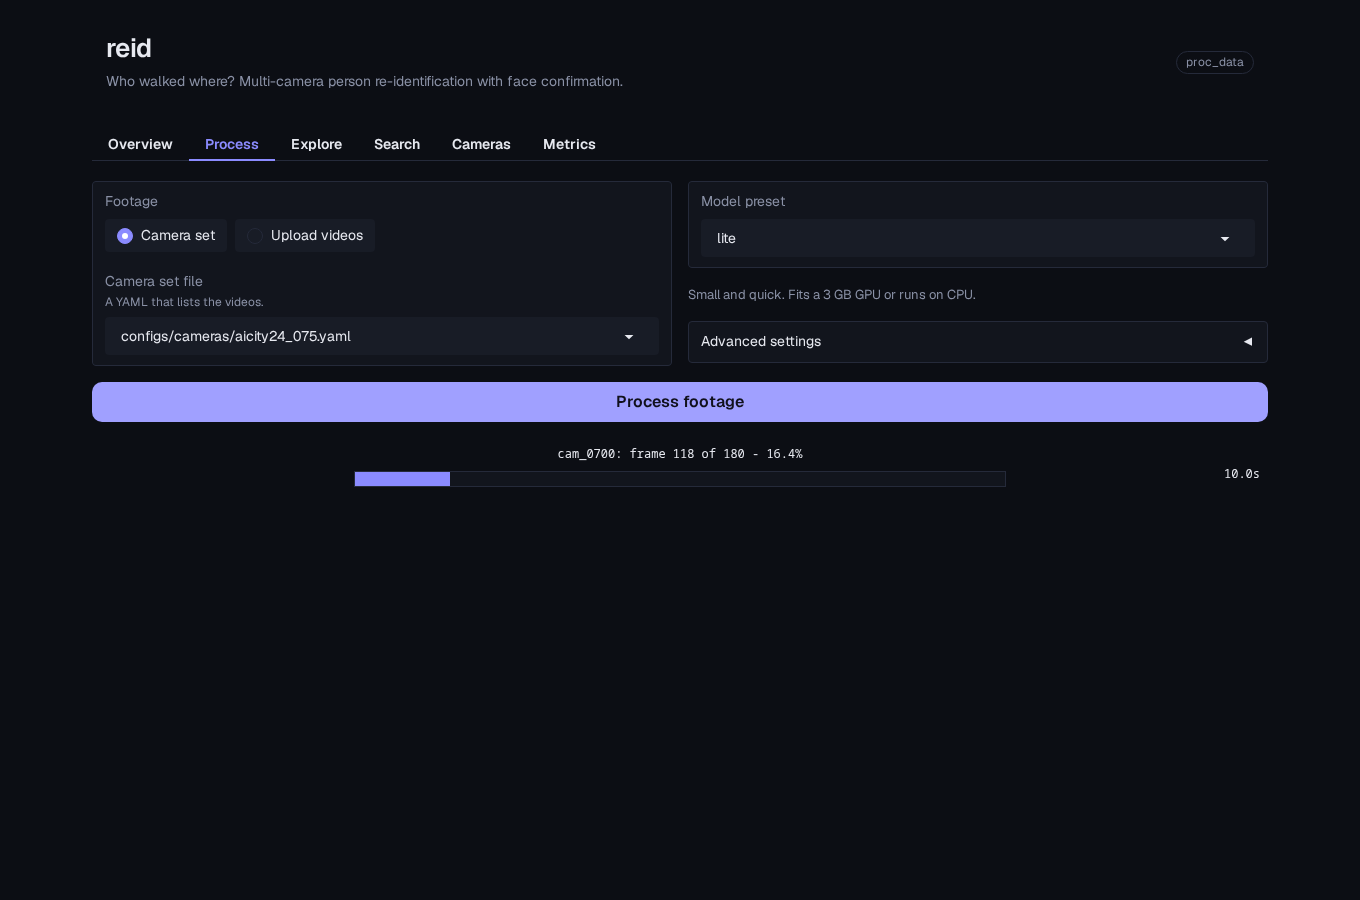 reid
Who walked where? Multi-camera person re-identification with face confirmation.
proc_data
Overview Process Explore Search Cameras Metrics
Footage
Camera set Upload videos
Camera set file
A YAML that lists the videos.
configs/cameras/aicity24_075.yaml
Model preset
lite
Small and quick. Fits a 3 GB GPU or runs on CPU.
Advanced settings
Process footage
cam_0700: frame 118 of 180 - 16.4%
10.0s